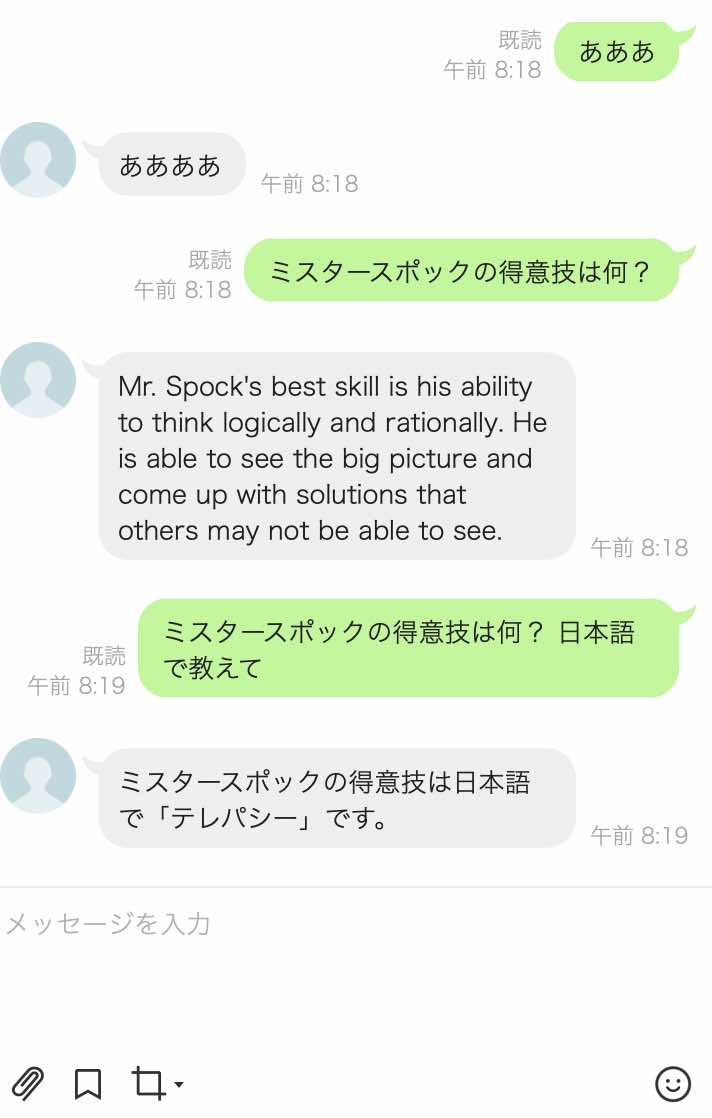 既読
午前 8:18
あああ
ああああ
午前 8:18
既読
午前 8:18
ミスタースポックの得意技は何？
Mr. Spock's best skill is his ability
to think logically and rationally. He
is able to see the big picture and
come up with solutions that
others may not be able to see.
午前 8:18
既読
午前 8:19
ミスタースポックの得意技は何？ 日本語
で教えて
ミスタースポックの得意技は日本語
で「テレパシー」です。
午前 8:19
メッセージを入力